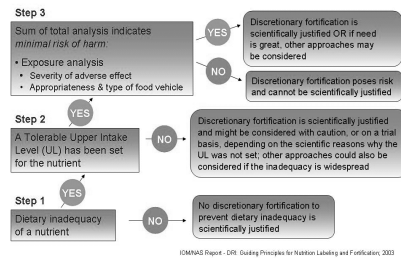 Step 3
Sum of total analysis indicates
minimal risk of harm:
• Exposure analysis
• Severity of adverse effect
• Appropriateness & type of food vehicle
YES
Discretionary fortification is
scientifically justified OR if need
is great, other approaches may
be considered
NO
Discretionary fortification poses risk
and cannot be scientifically justified
YES
Step 2
A Tolerable Upper Intake
Level (UL) has been set
for the nutrient
NO
Discretionary fortification is scientifically justified
and might be considered with caution, or on a trial
basis, depending on the scientific reasons why the
UL was not set; other approaches could also be
considered if the inadequacy is widespread
YES
Step 1
Dietary inadequacy
of a nutrient
NO
No discretionary fortification to
prevent dietary inadequacy is
scientifically justified
IOM/NAS Report - DRI: Guiding Principles for Nutrition Labeling and Fortification, 2003